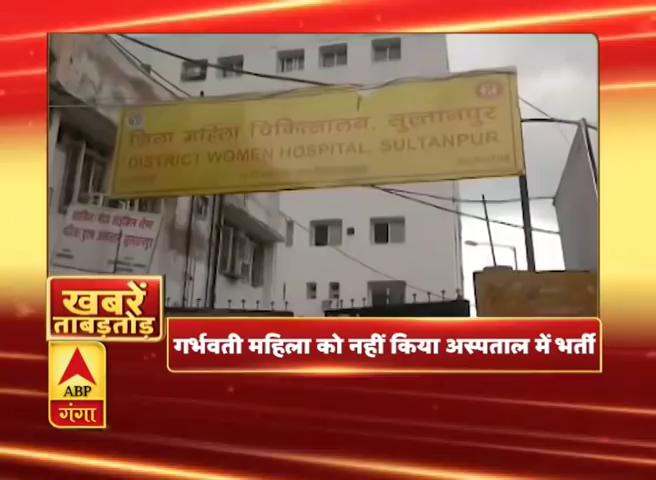 जिला महिला चिकित्सालय, सुल्तानपुर
DISTRICT WOMEN HOSPITAL, SULTANPUR
खबरें
ताबड़तोड़
गर्भवती महिला को नहीं किया अस्पताल में भर्ती
ABP
गंगा